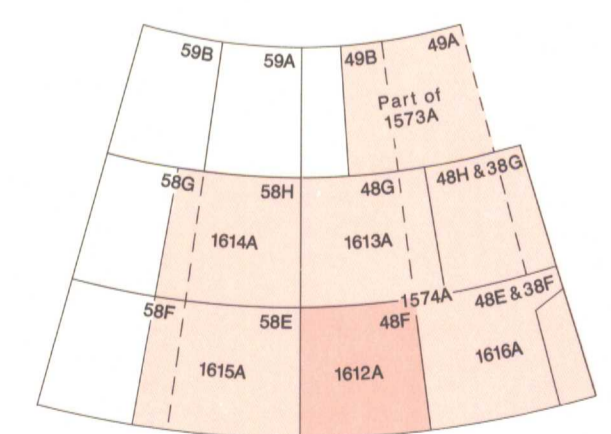 59B
59A
49B
49A
Part of
1573A
58G
58H
48G
48H & 38G
1614A
1613A
1574A
58F
58E
48F
48E & 38F
1615A
1612A
1616A